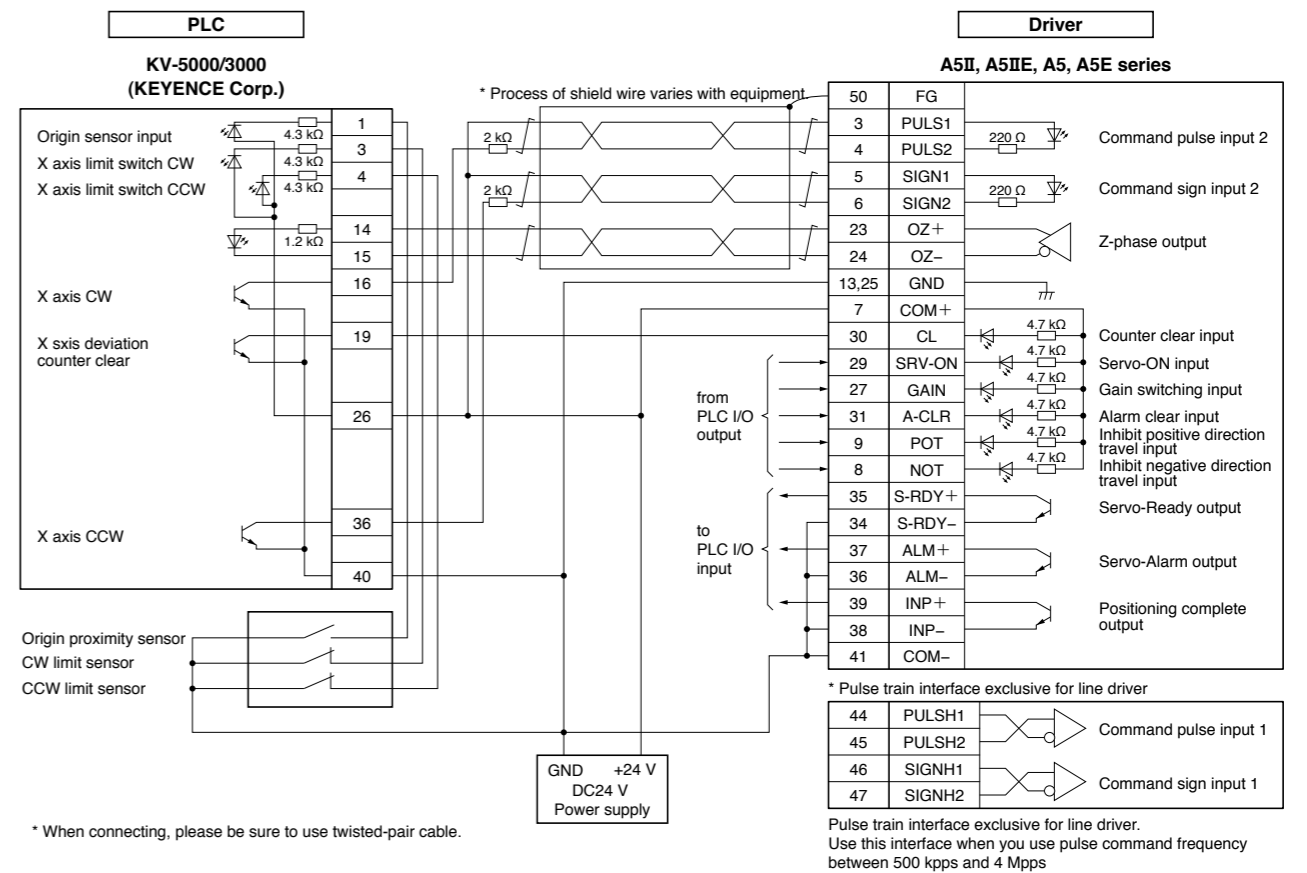 PLC
Driver
KV-5000/3000
(KEYENCE Corp.)
A5II, A5IIE, A5, A5E series
* Process of shield wire varies with equipment.
Origin sensor input
X axis limit switch CW
X axis limit switch CCW
4.3 kΩ
4.3 kΩ
4.3 kΩ
1.2 kΩ
X axis CW
X sxis deviation
counter clear
X axis CCW
1
3
4
14
15
16
19
26
36
40
2 kΩ
2 kΩ
50 FG
3 PULS1
4 PULS2
5 SIGN1
6 SIGN2
23 OZ+
24 OZ−
13,25 GND
7 COM+
30 CL
29 SRV-ON
27 GAIN
31 A-CLR
9 POT
8 NOT
35 S-RDY+
34 S-RDY−
37 ALM+
36 ALM−
39 INP+
38 INP−
41 COM−
220 Ω
Command pulse input 2
220 Ω
Command sign input 2
Z-phase output
4.7 kΩ
Counter clear input
4.7 kΩ
Servo-ON input
4.7 kΩ
Gain switching input
4.7 kΩ
Alarm clear input
4.7 kΩ
Inhibit positive direction
travel input
4.7 kΩ
Inhibit negative direction
travel input
Servo-Ready output
Servo-Alarm output
Positioning complete
output
from
PLC I/O
output
to
PLC I/O
input
Origin proximity sensor
CW limit sensor
CCW limit sensor
GND +24 V
DC24 V
Power supply
* Pulse train interface exclusive for line driver
44 PULSH1
45 PULSH2
46 SIGNH1
47 SIGNH2
Command pulse input 1
Command sign input 1
* When connecting, please be sure to use twisted-pair cable.
Pulse train interface exclusive for line driver.
Use this interface when you use pulse command frequency
between 500 kpps and 4 Mpps